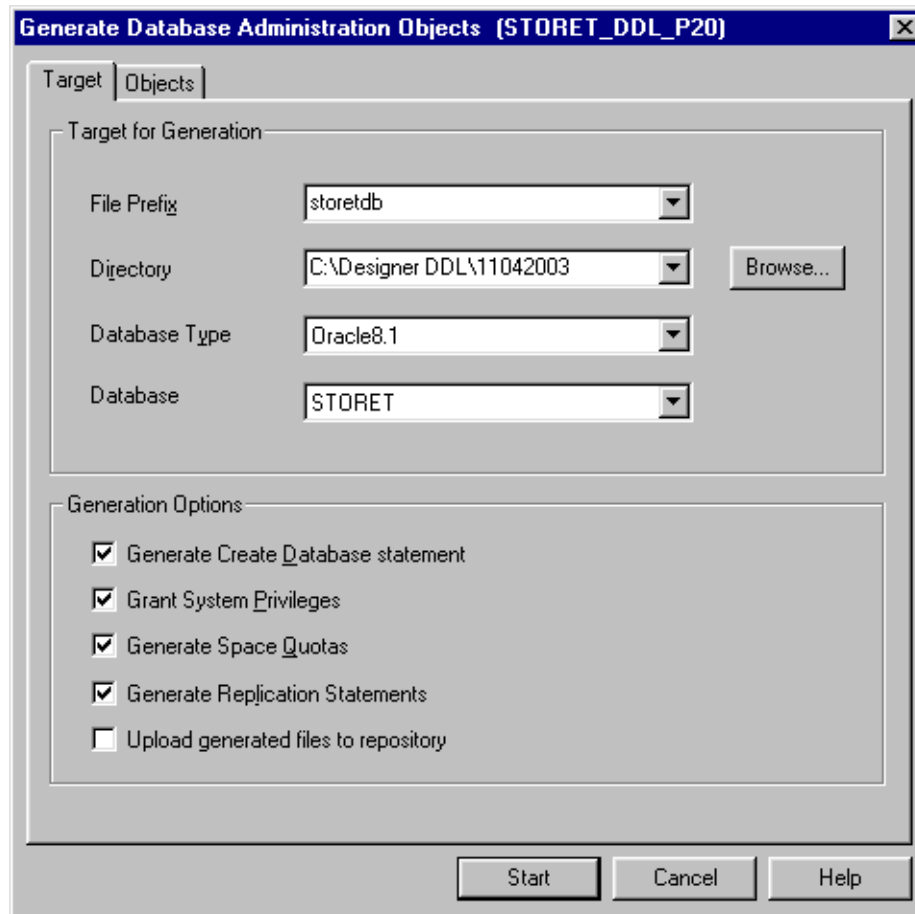 Generate Database Administration Objects (STORET_DDL_P20)
Target Objects
Target for Generation
File Prefix storetdb
Directory C:\Designer DDL\11042003 Browse...
Database Type Oracle8.1
Database STORET
Generation Options
Generate Create Database statement
Grant System Privileges
Generate Space Quotas
Generate Replication Statements
Upload generated files to repository
Start Cancel Help